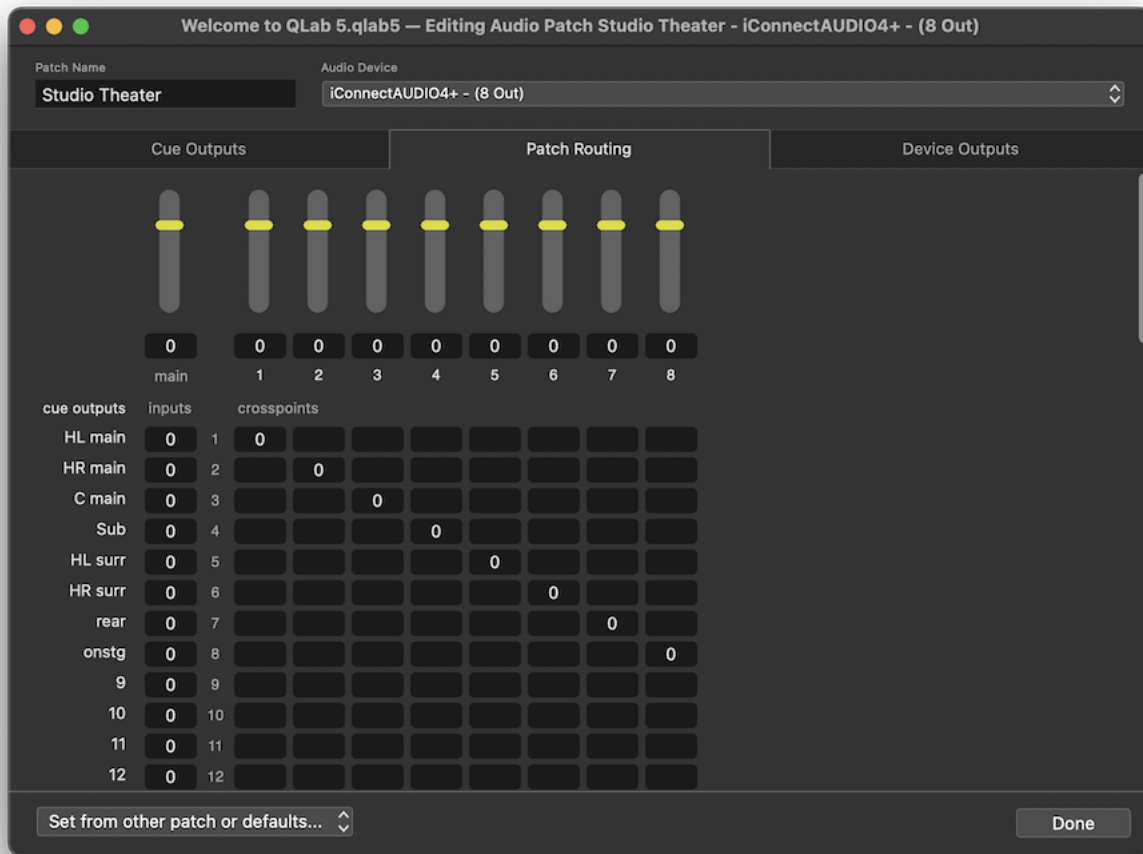 Welcome to QLab 5.qlab5 — Editing Audio Patch Studio Theater - iConnectAUDIO4+ - (8 Out)
Patch Name Audio Device
Studio Theater iConnectAUDIO4+ - (8 Out)
Cue Outputs Patch Routing Device Outputs
0 0 0 0 0 0 0 0 0
main 1 2 3 4 5 6 7 8
cue outputs inputs crosspoints
HL main 0 1 0
HR main 0 2 0
C main 0 3 0
Sub 0 4 0
HL surr 0 5 0
HR surr 0 6 0
rear 0 7 0
onstg 0 8 0
9 0 9
10 0 10
11 0 11
12 0 12
Set from other patch or defaults... Done